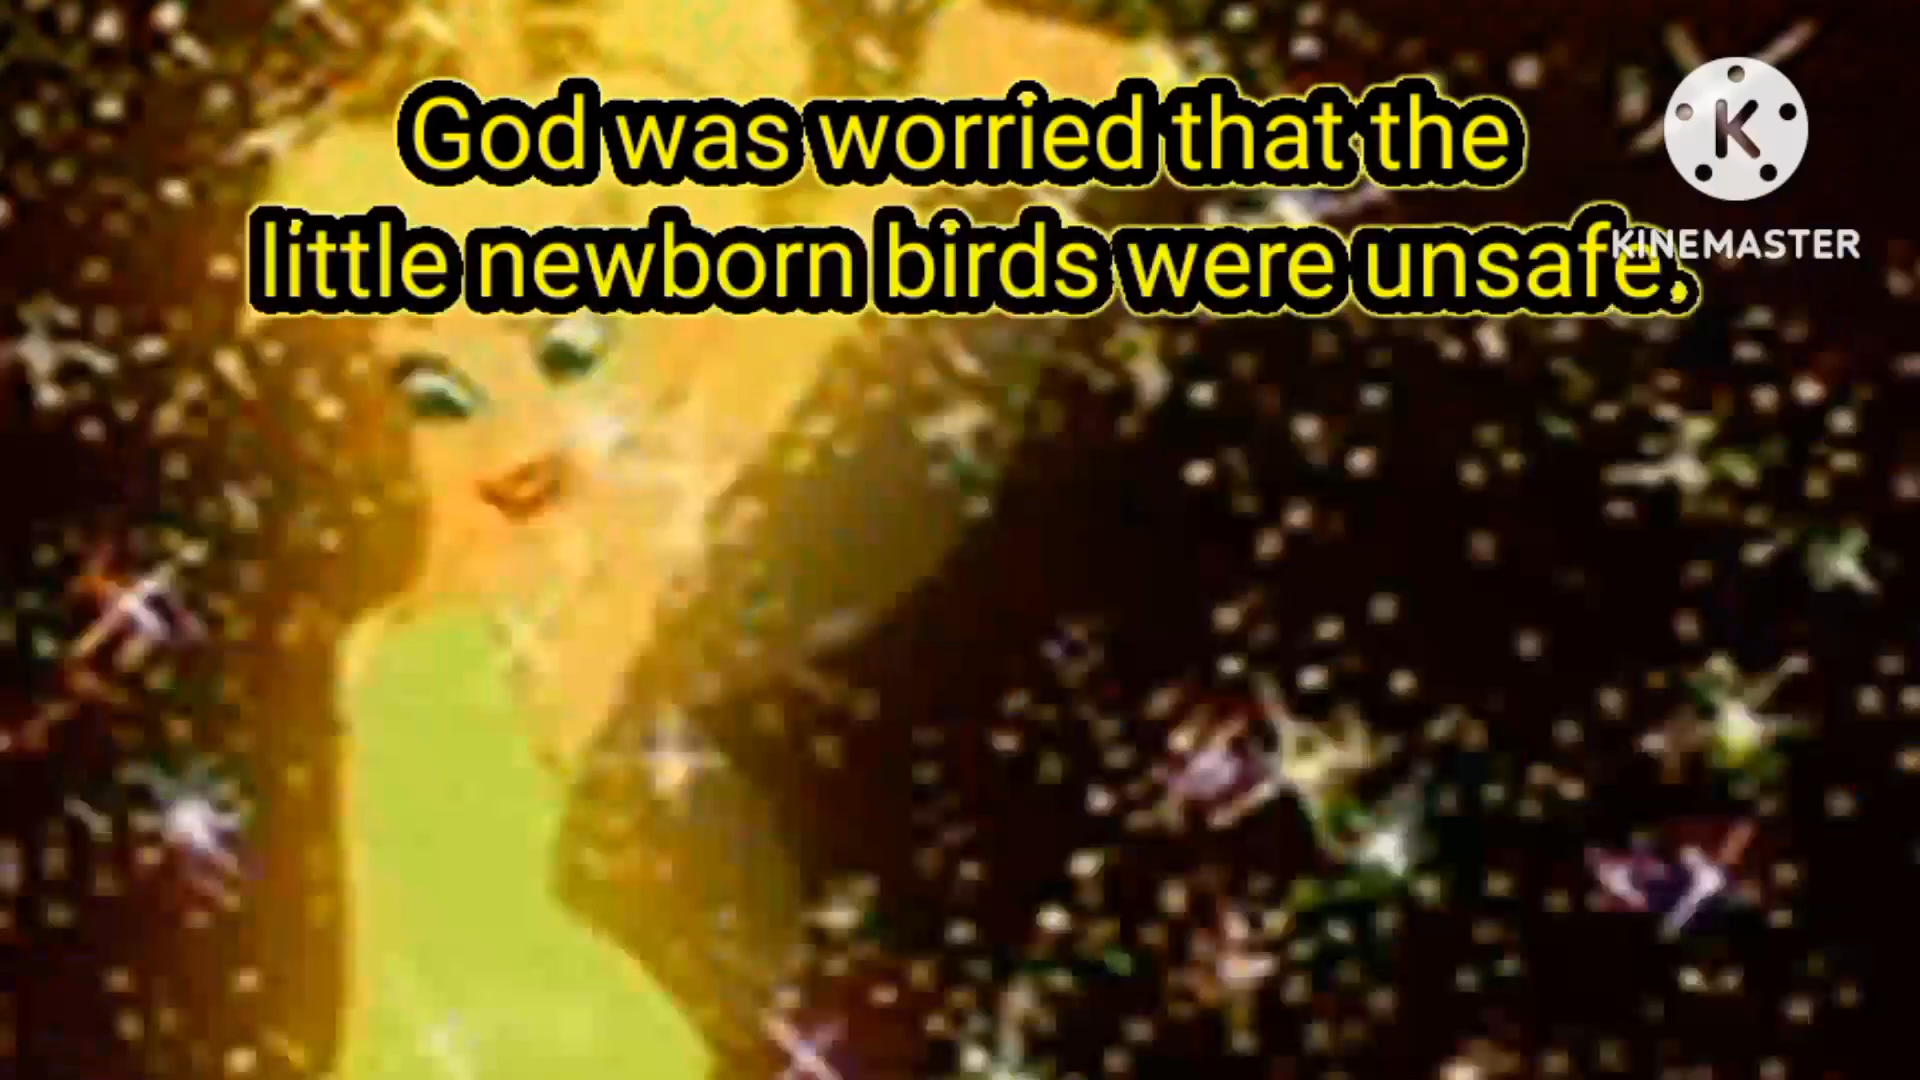 God was worried that the
little newborn birds were unsafe.
K
KINEMASTER